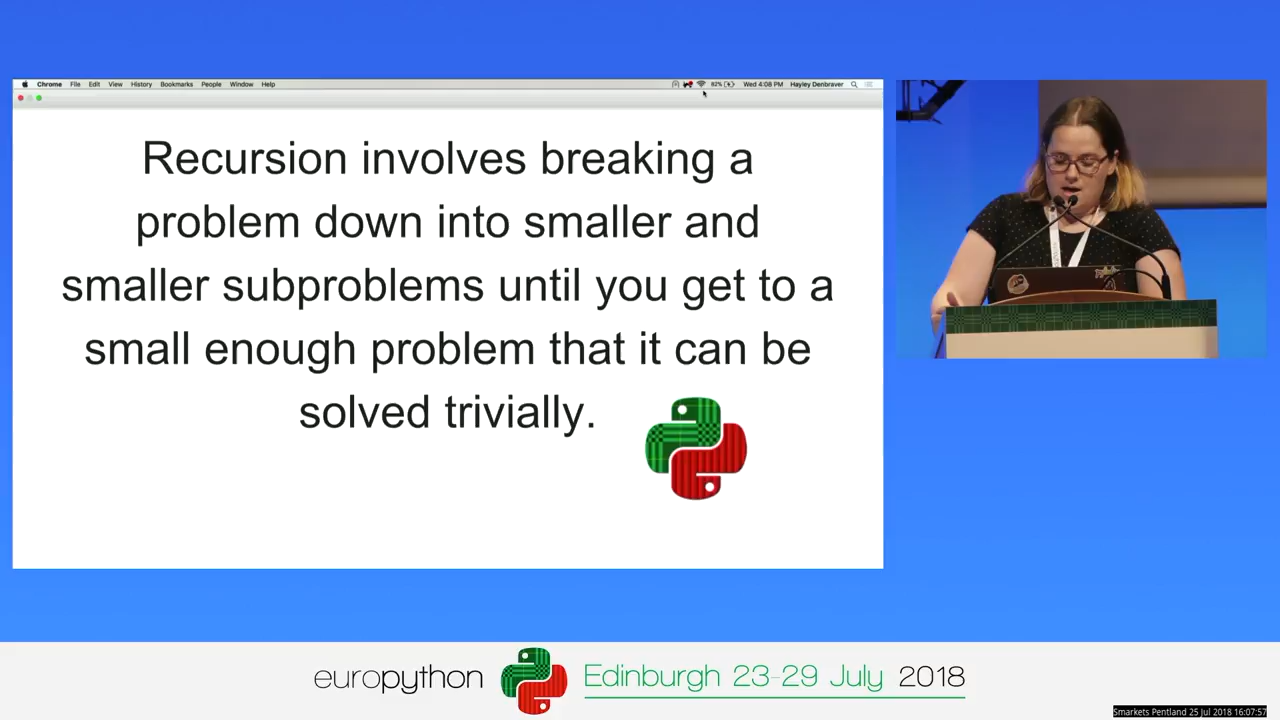 Chrome File Edit View History Bookmarks People Window Help
82% Wed 4:08 PM Hayley Denbraver
Recursion involves breaking a
problem down into smaller and
smaller subproblems until you get to a
small enough problem that it can be
solved trivially.
europython Edinburgh 23-29 July 2018
Smarkets Pentland 25 Jul 2018 16:07:57